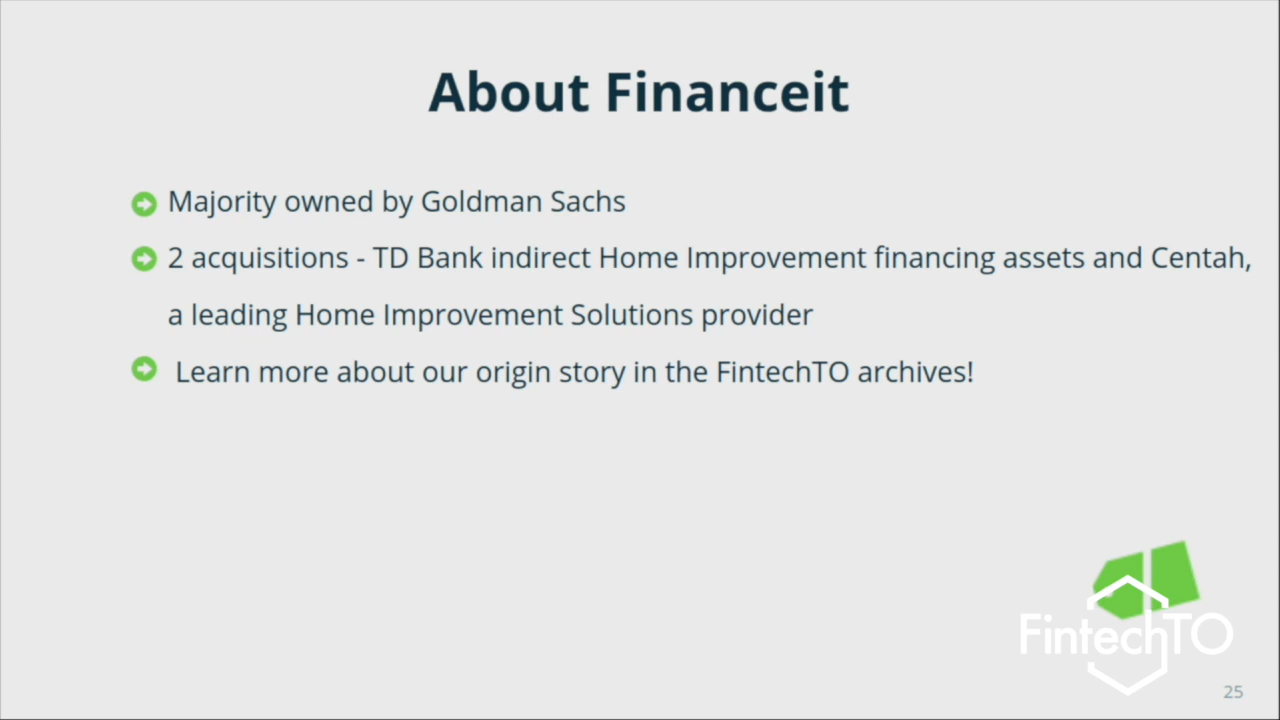 About Financeit
Majority owned by Goldman Sachs
2 acquisitions - TD Bank indirect Home Improvement financing assets and Centah,
a leading Home Improvement Solutions provider
Learn more about our origin story in the FintechTO archives!
FintechTO
25